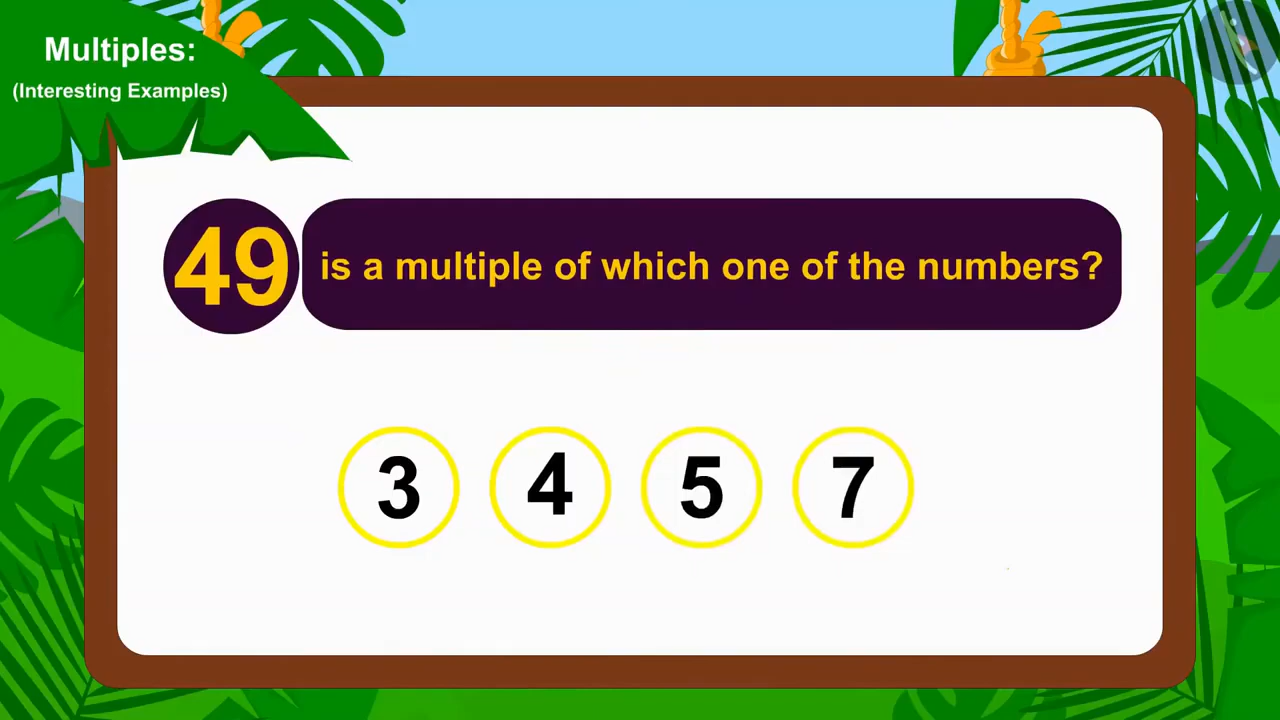 Multiples:
(Interesting Examples)
49 is a multiple of which one of the numbers?
3 4 5 7